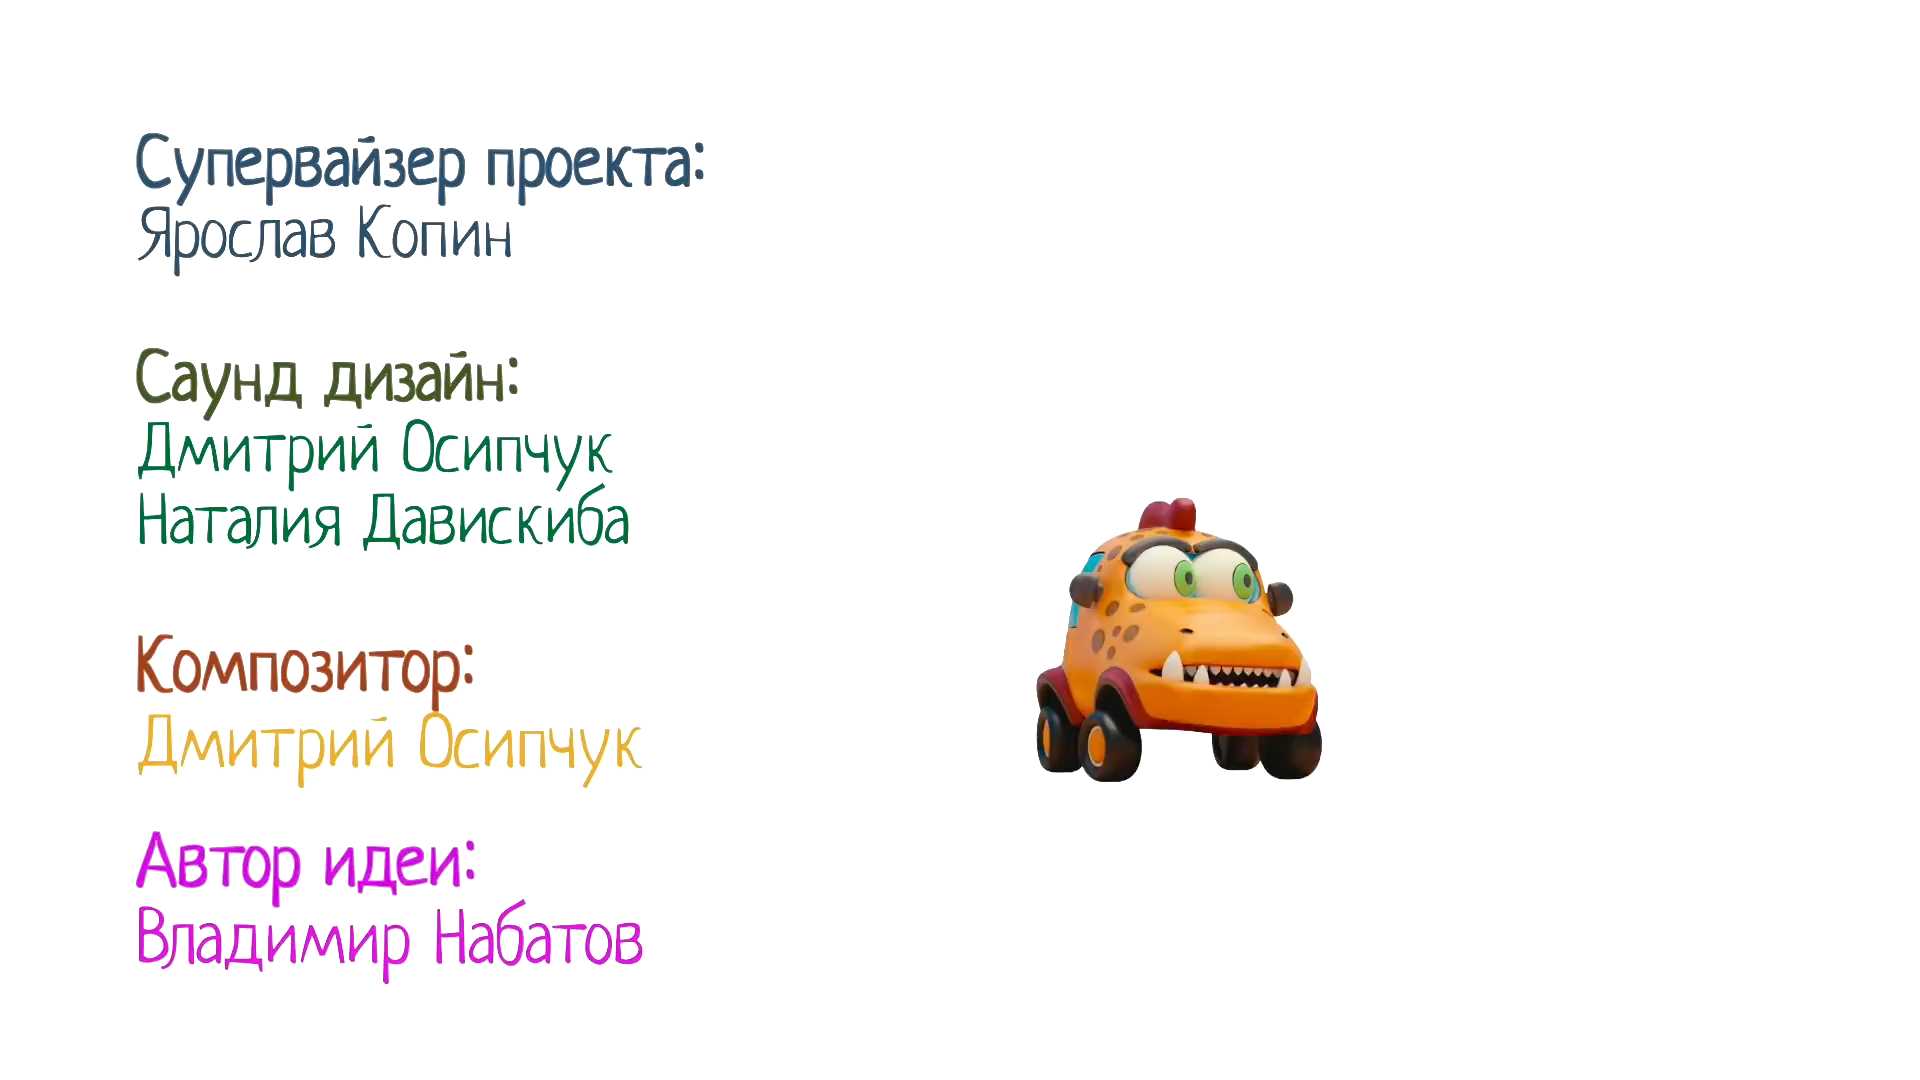 Супервайзер проекта:
Ярослав Копин
Саунд дизайн:
Дмитрий Осипчук
Наталия Давискиба
Композитор:
Дмитрий Осипчук
Автор идеи:
Владимир Набатов